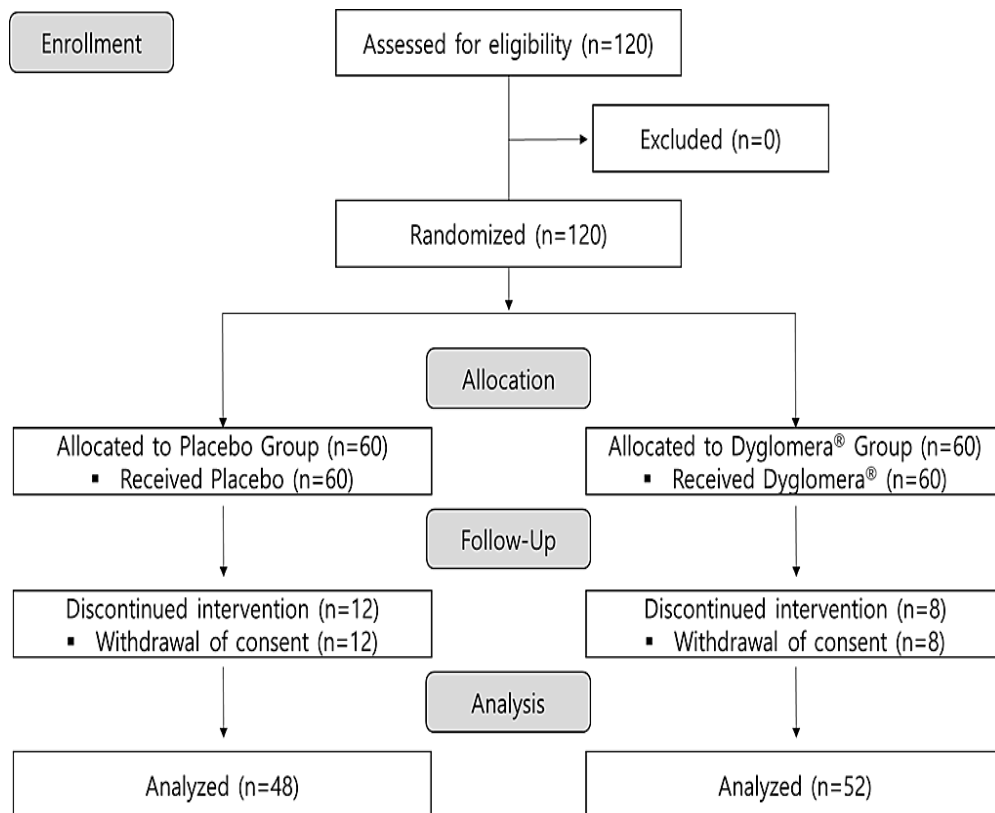 Enrollment
Assessed for eligibility (n=120)
Excluded (n=0)
Randomized (n=120)
Allocation
Allocated to Placebo Group (n=60)
▪ Received Placebo (n=60)
Allocated to Dyglomera® Group (n=60)
▪ Received Dyglomera® (n=60)
Follow-Up
Discontinued intervention (n=12)
▪ Withdrawal of consent (n=12)
Discontinued intervention (n=8)
▪ Withdrawal of consent (n=8)
Analysis
Analyzed (n=48)
Analyzed (n=52)